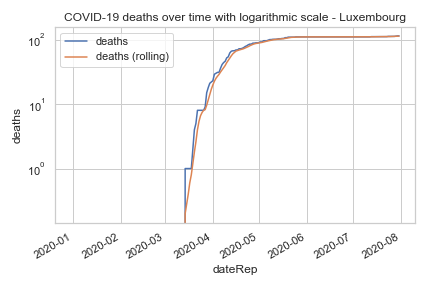 COVID-19 deaths over time with logarithmic scale - Luxembourg
deaths
deaths (rolling)
10²
10¹
10⁰
deaths
2020-01
2020-02
2020-03
2020-04
2020-05
2020-06
2020-07
2020-08
dateRep